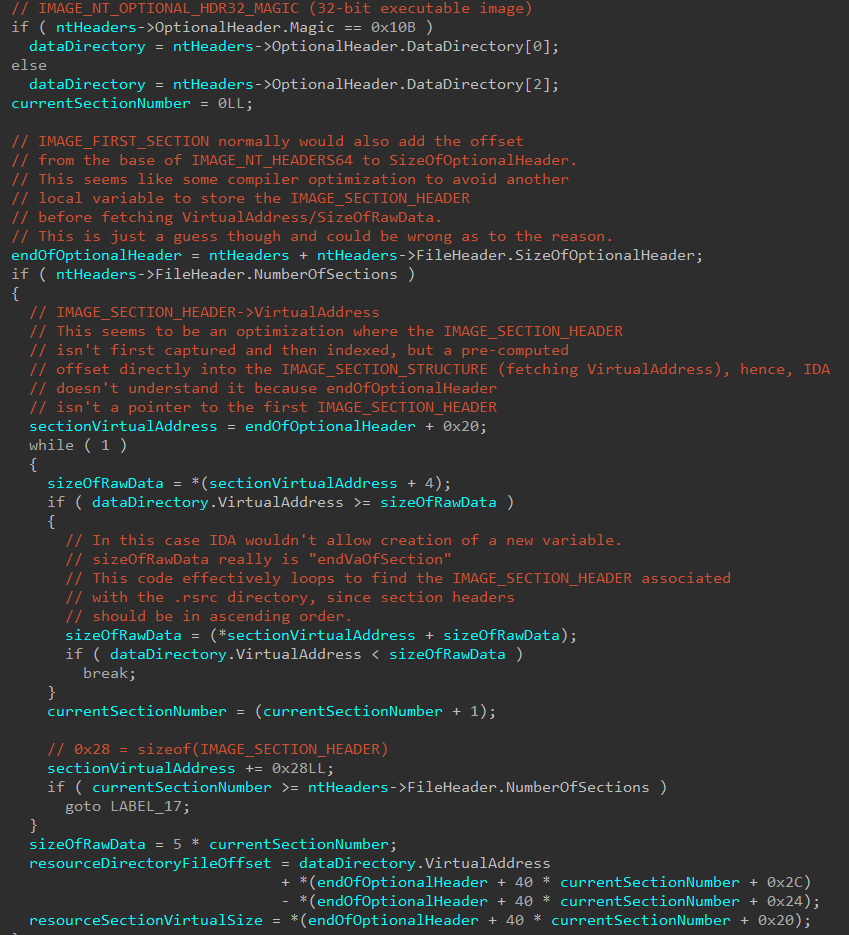 // IMAGE_NT_OPTIONAL_HDR32_MAGIC (32-bit executable image)
if ( ntHeaders->OptionalHeader.Magic == 0x10B )
  dataDirectory = ntHeaders->OptionalHeader.DataDirectory[0];
else
  dataDirectory = ntHeaders->OptionalHeader.DataDirectory[2];
currentSectionNumber = 0LL;

// IMAGE_FIRST_SECTION normally would also add the offset
// from the base of IMAGE_NT_HEADERS64 to SizeOfOptionalHeader.
// This seems like some compiler optimization to avoid another
// local variable to store the IMAGE_SECTION_HEADER
// before fetching VirtualAddress/SizeOfRawData.
// This is just a guess though and could be wrong as to the reason.
endOfOptionalHeader = ntHeaders + ntHeaders->FileHeader.SizeOfOptionalHeader;
if ( ntHeaders->FileHeader.NumberOfSections )
{
  // IMAGE_SECTION_HEADER->VirtualAddress
  // This seems to be an optimization where the IMAGE_SECTION_HEADER
  // isn't first captured and then indexed, but a pre-computed
  // offset directly into the IMAGE_SECTION_STRUCTURE (fetching VirtualAddress), hence, IDA
  // doesn't understand it because endOfOptionalHeader
  // isn't a pointer to the first IMAGE_SECTION_HEADER
  sectionVirtualAddress = endOfOptionalHeader + 0x20;
  while ( 1 )
  {
    sizeOfRawData = *(sectionVirtualAddress + 4);
    if ( dataDirectory.VirtualAddress >= sizeOfRawData )
    {
      // In this case IDA wouldn't allow creation of a new variable.
      // sizeOfRawData really is "endVaOfSection"
      // This code effectively loops to find the IMAGE_SECTION_HEADER associated
      // with the .rsrc directory, since section headers
      // should be in ascending order.
      sizeOfRawData = (*sectionVirtualAddress + sizeOfRawData);
      if ( dataDirectory.VirtualAddress < sizeOfRawData )
        break;
    }
    currentSectionNumber = (currentSectionNumber + 1);

    // 0x28 = sizeof(IMAGE_SECTION_HEADER)
    sectionVirtualAddress += 0x28LL;
    if ( currentSectionNumber >= ntHeaders->FileHeader.NumberOfSections )
      goto LABEL_17;
  }
  sizeOfRawData = 5 * currentSectionNumber;
  resourceDirectoryFileOffset = dataDirectory.VirtualAddress
                              + *(endOfOptionalHeader + 40 * currentSectionNumber + 0x2C)
                              - *(endOfOptionalHeader + 40 * currentSectionNumber + 0x24);
  resourceSectionVirtualSize = *(endOfOptionalHeader + 40 * currentSectionNumber + 0x20);